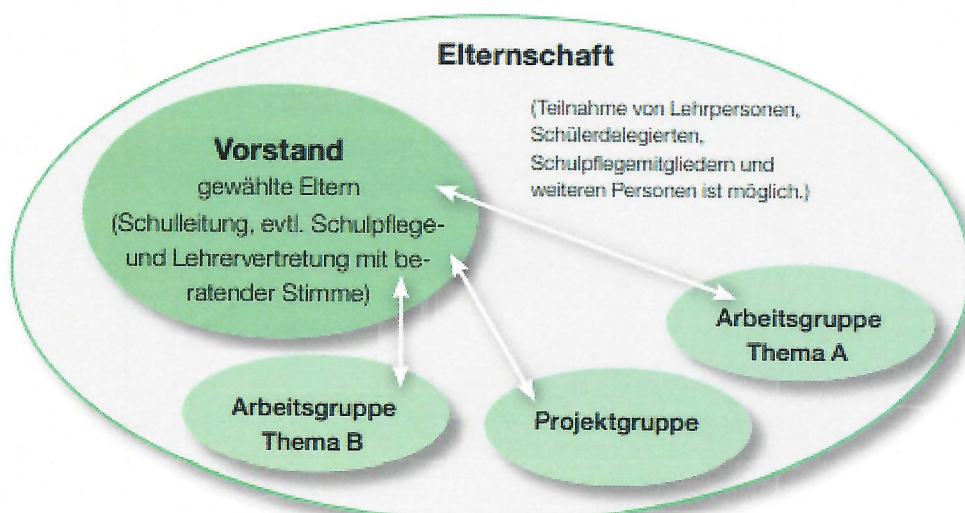 Elternschaft
(Teilnahme von Lehrpersonen,
Schülerdelegierten,
Schulpflegemitgliedern und
weiteren Personen ist möglich.)
Vorstand
gewählte Eltern
(Schulleitung, evtl. Schulpflege-
und Lehrervertretung mit be-
ratender Stimme)
Arbeitsgruppe
Thema A
Arbeitsgruppe
Thema B
Projektgruppe